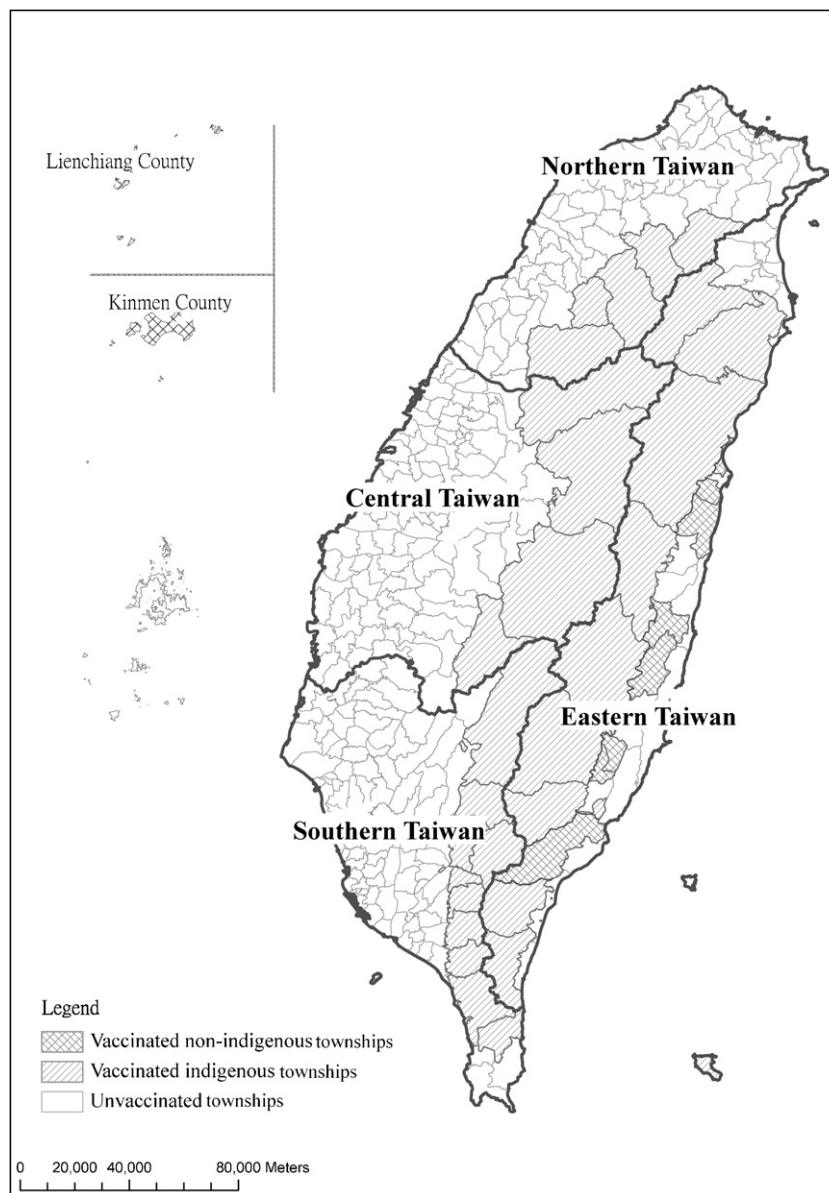 Lienchiang County
Northern Taiwan
Kinmen County
Central Taiwan
Eastern Taiwan
Southern Taiwan
Legend
Vaccinated non-indigenous townships
Vaccinated indigenous townships
Unvaccinated townships
0 20,000 40,000 80,000 Meters